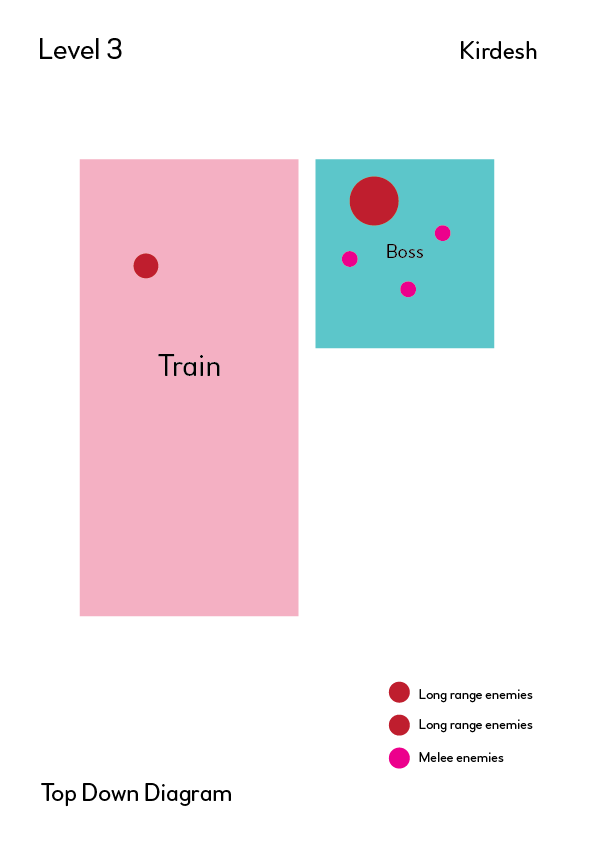 Level 3
Kirdesh
Boss
Train
Long range enemies
Long range enemies
Melee enemies
Top Down Diagram